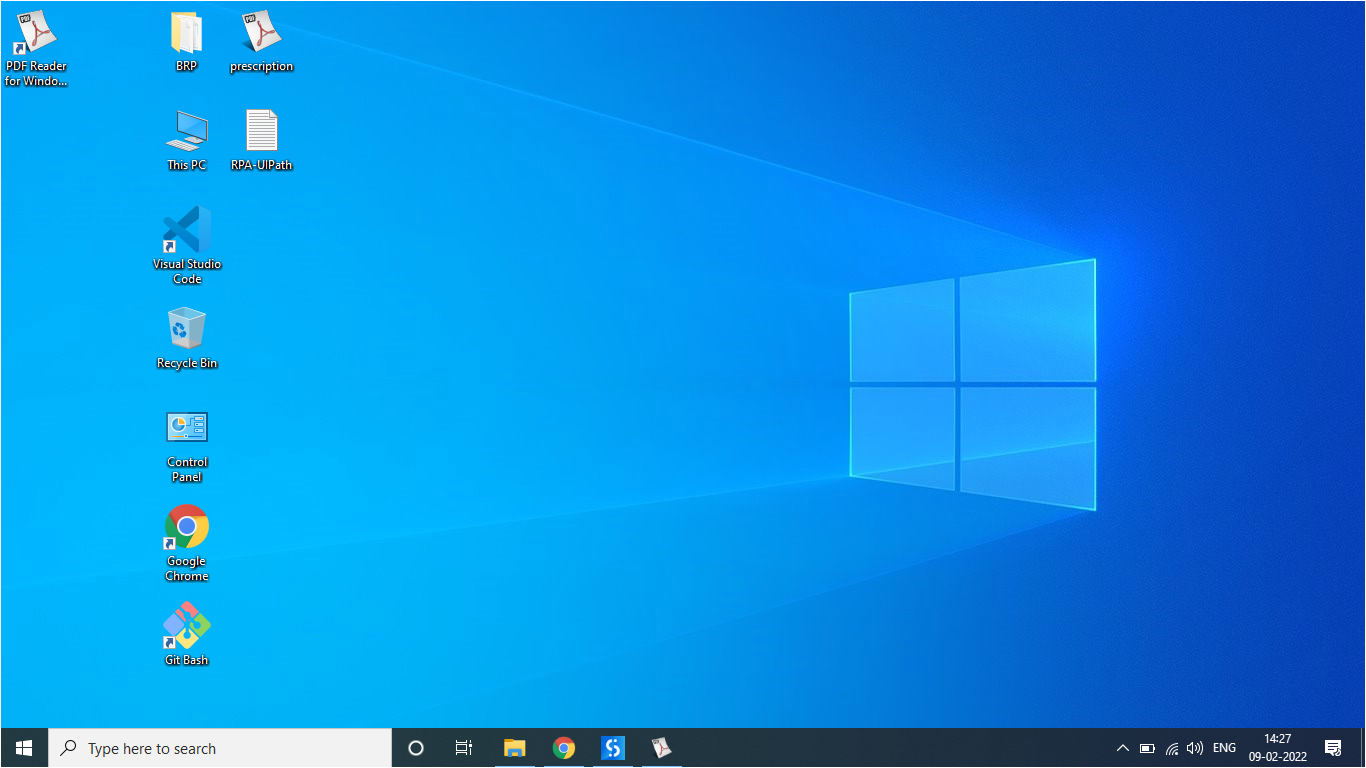 PDF Reader
for Windo...
BRP
prescription
This PC
RPA-UIPath
Visual Studio
Code
Recycle Bin
Control
Panel
Google
Chrome
Git Bash
Type here to search
ENG
14:27
09-02-2022